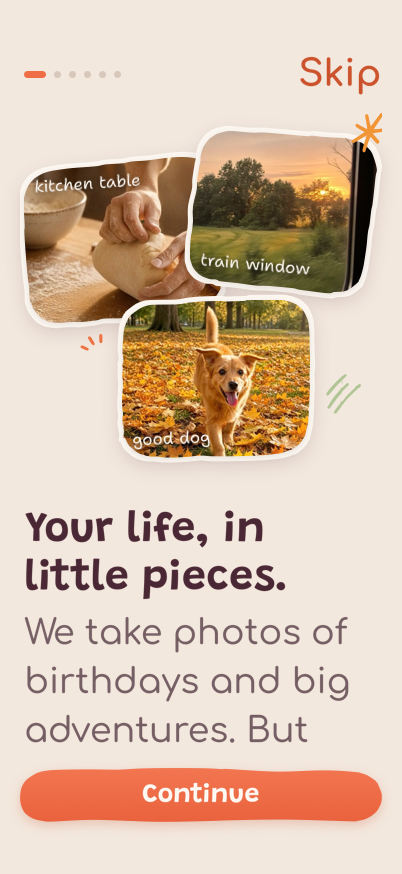 Skip
kitchen table
train window
good dog
Your life, in
little pieces.
We take photos of
birthdays and big
adventures. But
Continue